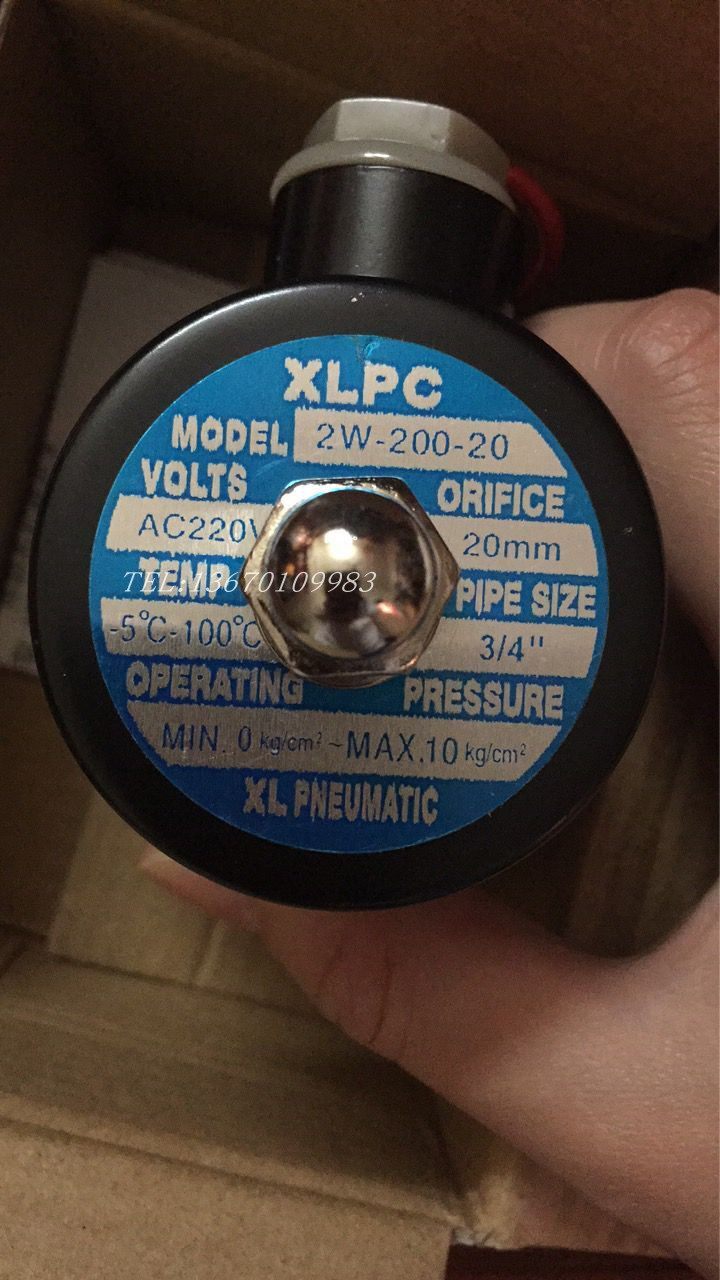 XLPC
MODEL 2W-200-20
VOLTS ORIFICE
AC220V 20mm
TEL:13670109983
TEMP PIPE SIZE
-5℃-100℃ 3/4"
OPERATING PRESSURE
MIN. 0 kg/cm² ~MAX.10 kg/cm²
XL PNEUMATIC